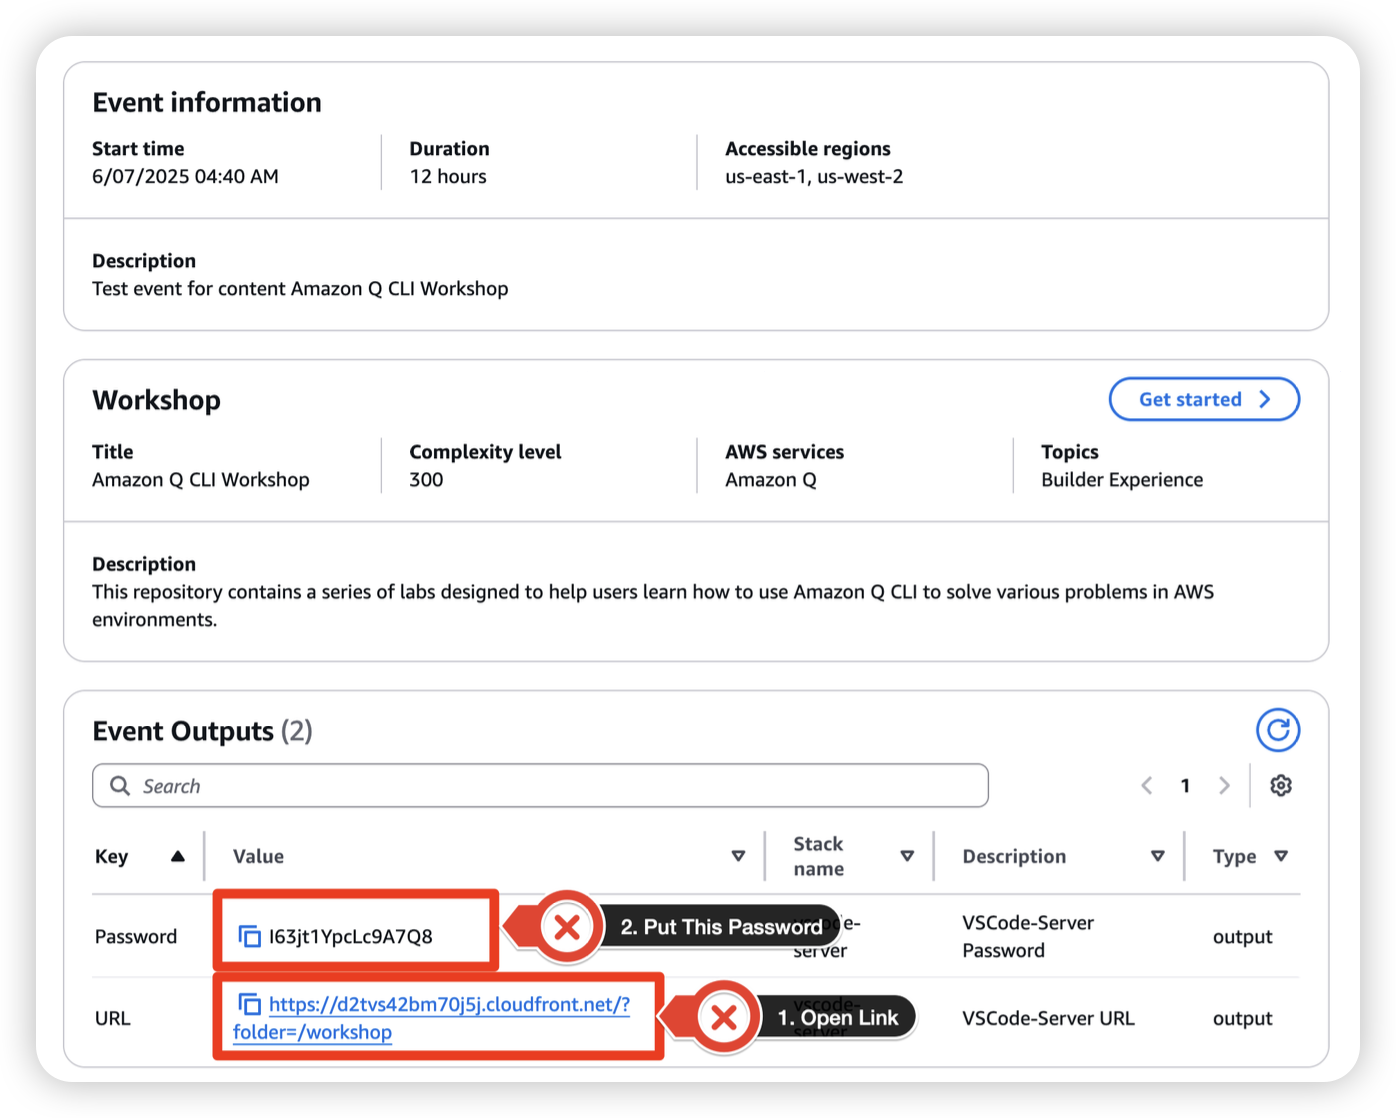 Event information
Start time
6/07/2025 04:40 AM
Duration
12 hours
Accessible regions
us-east-1, us-west-2
Description
Test event for content Amazon Q CLI Workshop
Workshop
Get started
Title
Amazon Q CLI Workshop
Complexity level
300
AWS services
Amazon Q
Topics
Builder Experience
Description
This repository contains a series of labs designed to help users learn how to use Amazon Q CLI to solve various problems in AWS
environments.
Event Outputs (2)
Search
1
Key
Value
Stack
name
Description
Type
Password
I63jt1YpcLc9A7Q8
2. Put This Password
vscode-
server
VSCode-Server
Password
output
URL
https://d2tvs42bm70j5j.cloudfront.net/?
folder=/workshop
1. Open Link
vscode-
server
VSCode-Server URL
output